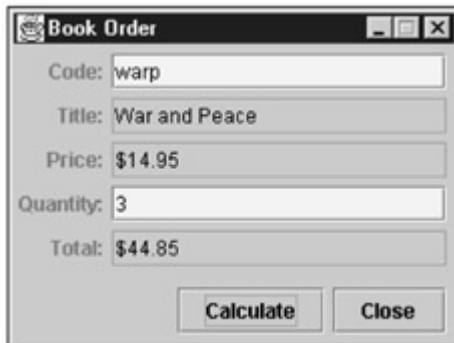 Book Order
Code: warp
Title: War and Peace
Price: $14.95
Quantity: 3
Total: $44.85
Calculate Close